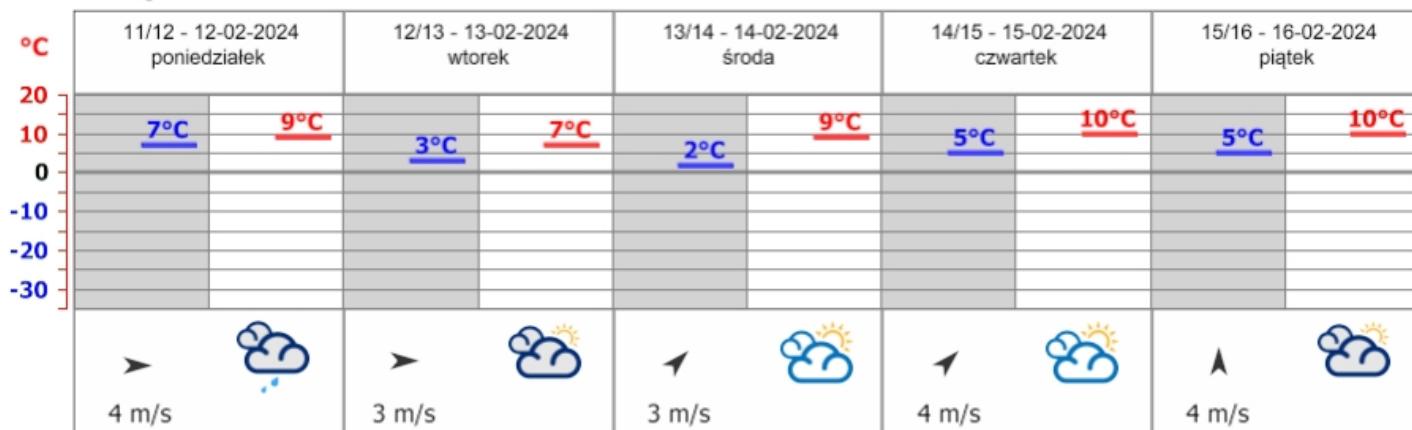 °C
11/12 - 12-02-2024
poniedziałek
12/13 - 13-02-2024
wtorek
13/14 - 14-02-2024
środa
14/15 - 15-02-2024
czwartek
15/16 - 16-02-2024
piątek
20
10
0
-10
-20
-30
7°C 9°C 3°C 7°C 2°C 9°C 5°C 10°C 5°C 10°C
4 m/s 3 m/s 3 m/s 4 m/s 4 m/s